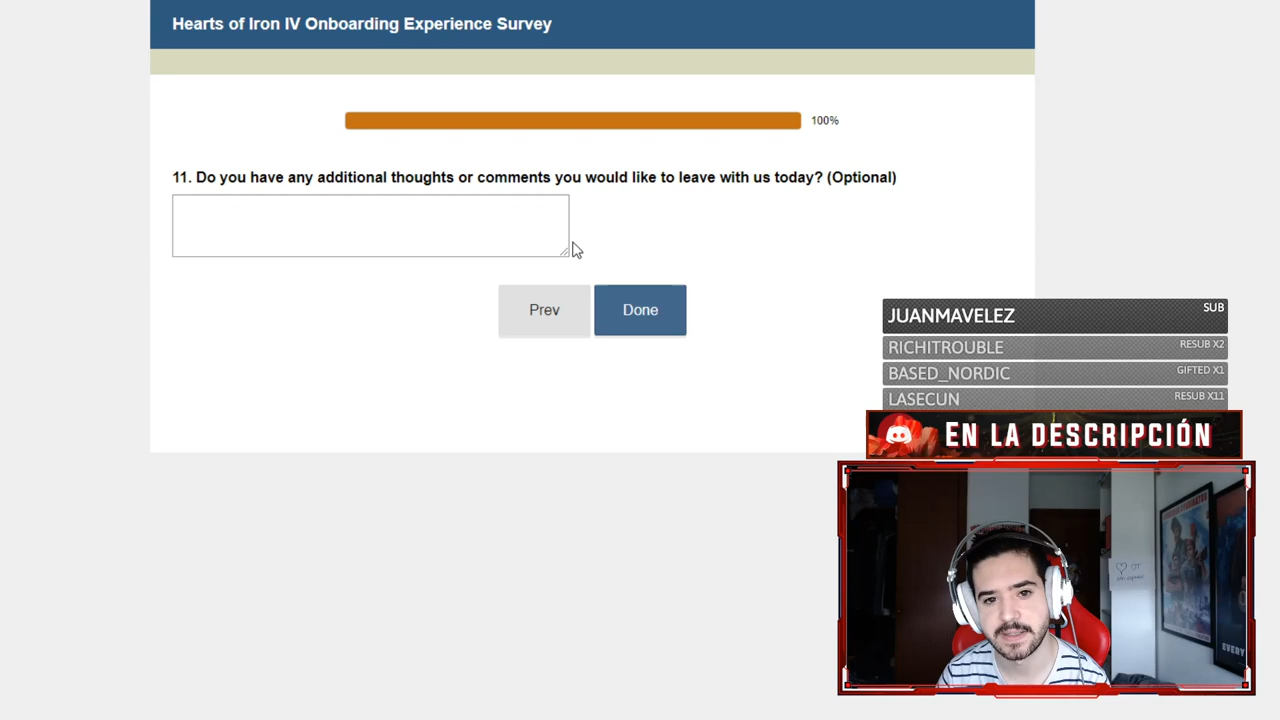 Hearts of Iron IV Onboarding Experience Survey
100%
11. Do you have any additional thoughts or comments you would like to leave with us today? (Optional)
Prev
Done
JUANMAVELEZ
SUB
RICHITROUBLE
RESUB X2
BASED_NORDIC
GIFTED X1
LASECUN
RESUB X11
EN LA DESCRIPCIÓN
EVERY